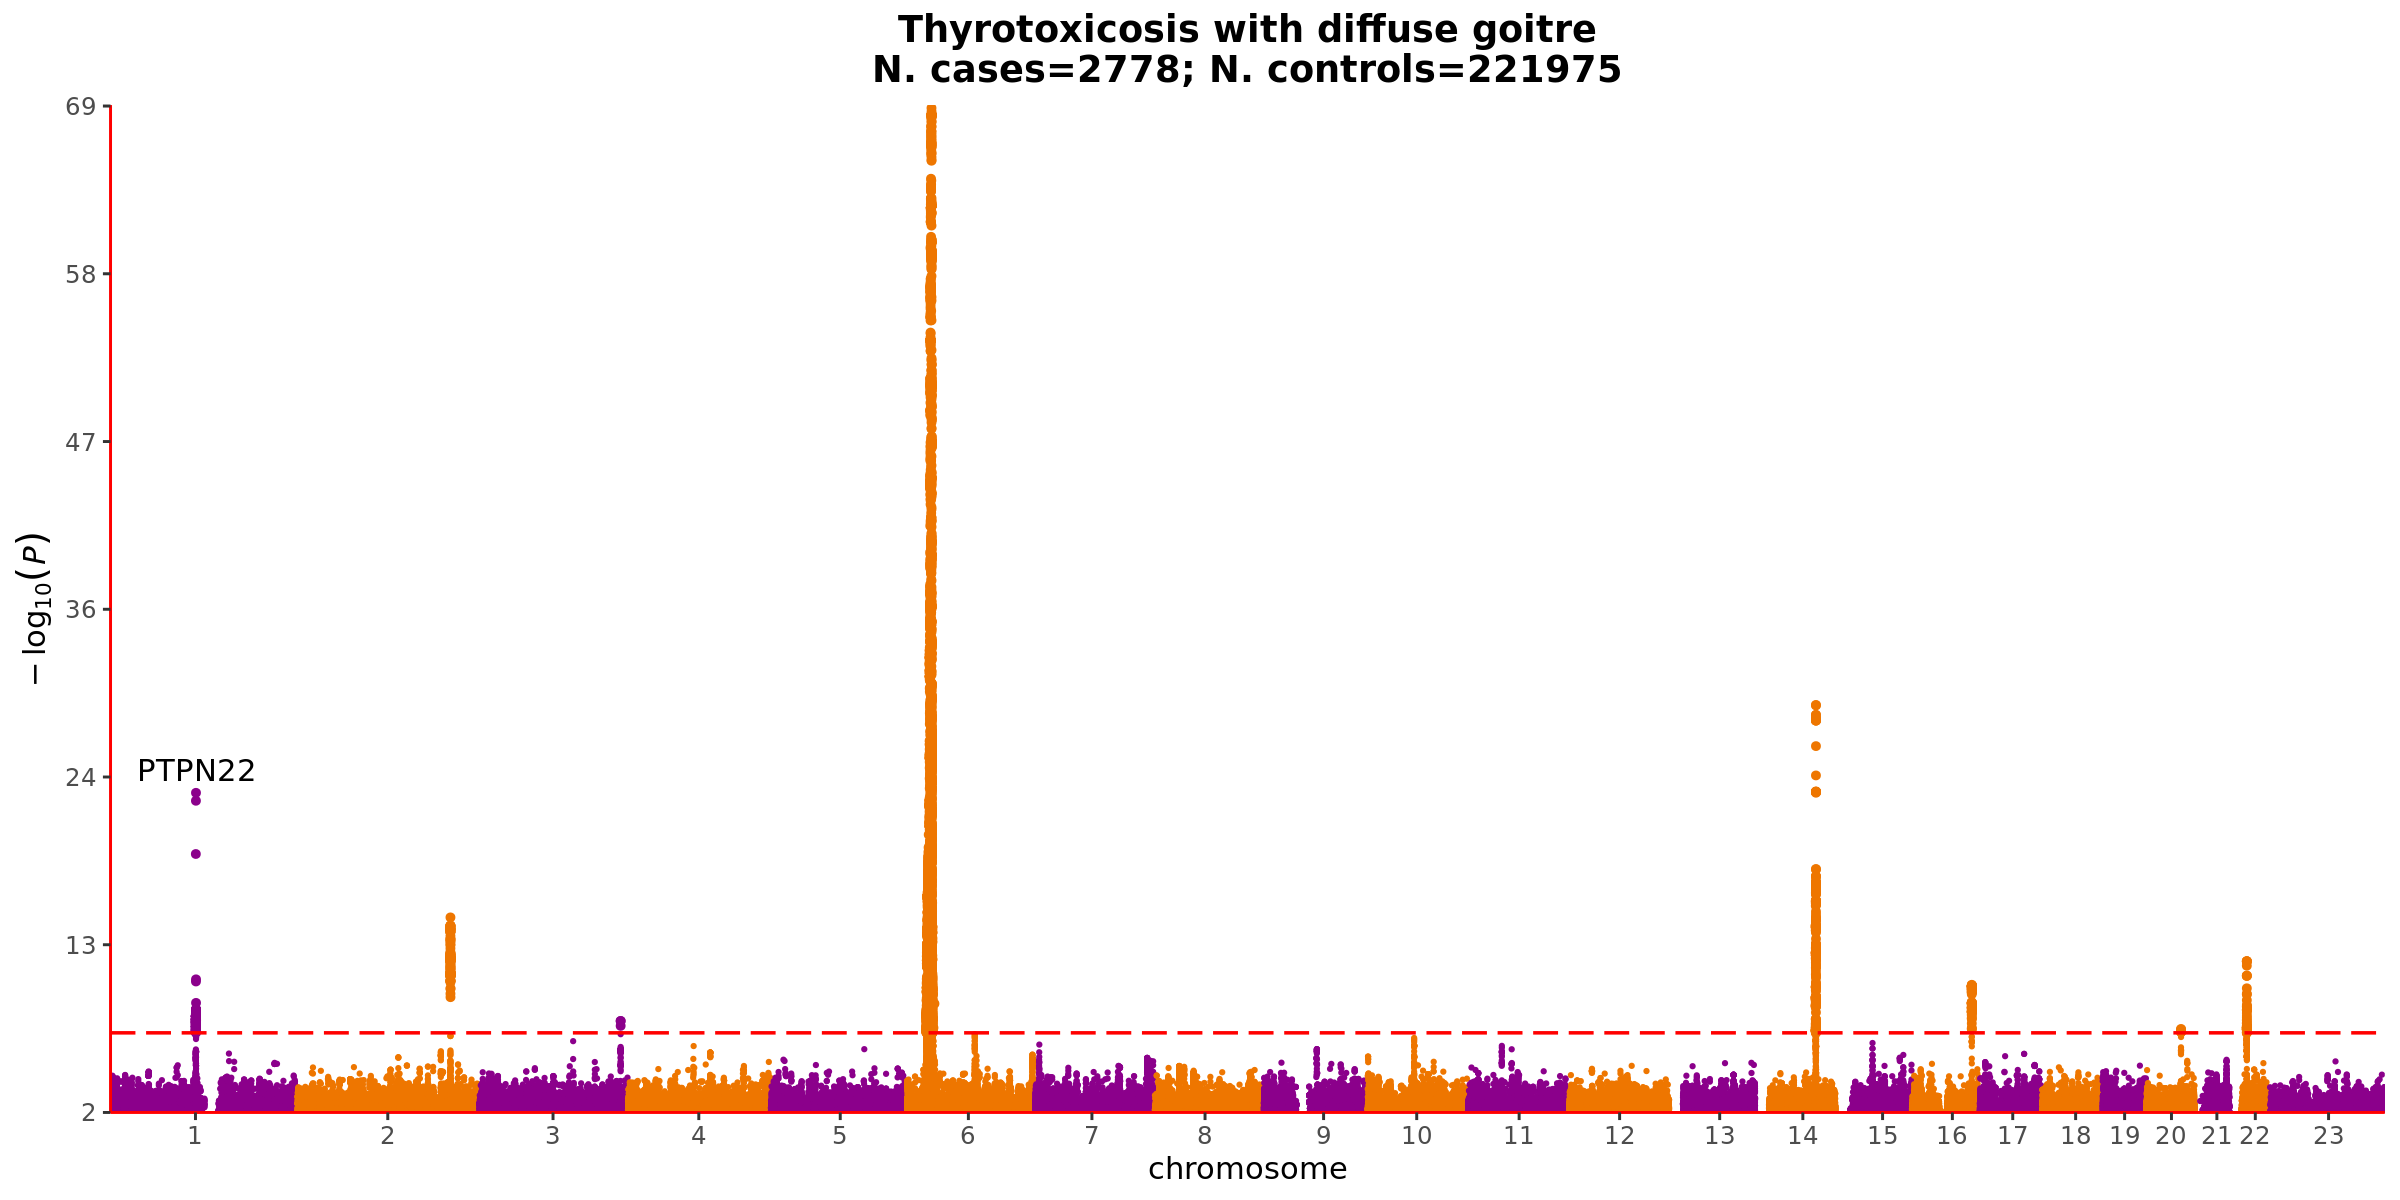 Thyrotoxicosis with diffuse goitre
N. cases=2778; N. controls=221975
69
58
47
36
24
13
2
−log₁₀(P)
PTPN22
1 2 3 4 5 6 7 8 9 10 11 12 13 14 15 16 17 18 19 20 21 22 23
chromosome